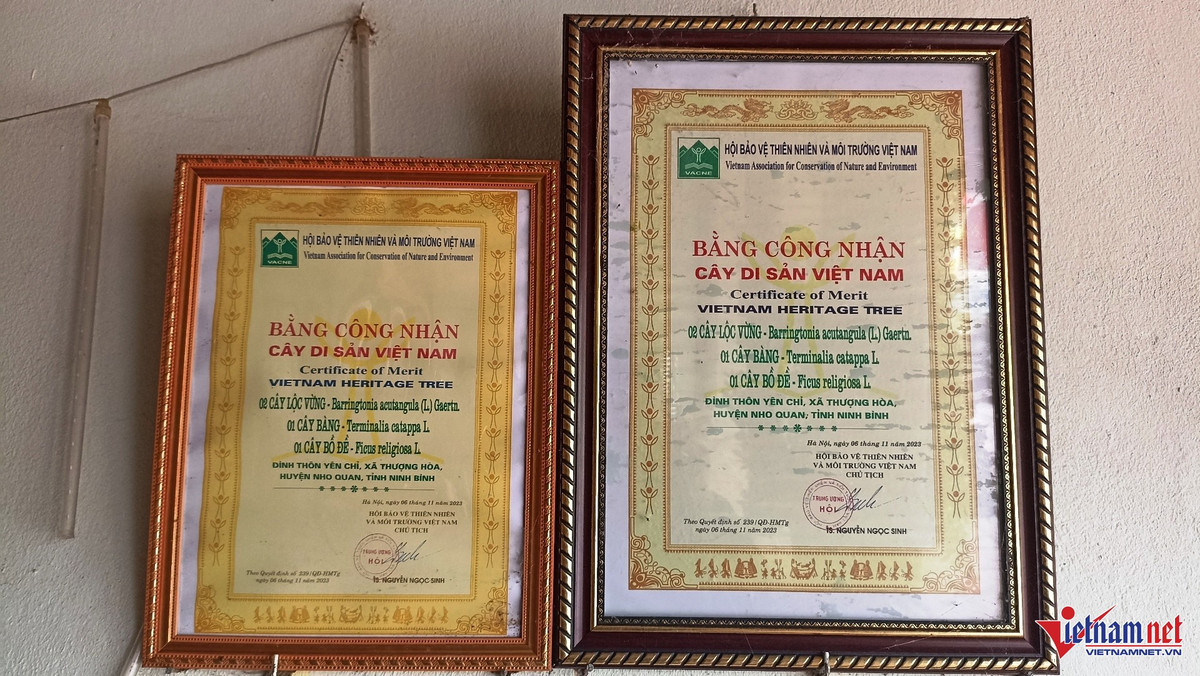 HỘI BẢO VỆ THIÊN NHIÊN VÀ MÔI TRƯỜNG VIỆT NAM
Vietnam Association for Conservation of Nature and Environment
VACNE
BẰNG CÔNG NHẬN
CÂY DI SẢN VIỆT NAM
Certificate of Merit
VIETNAM HERITAGE TREE
02 CÂY LỘC VỪNG - Barringtonia acutangula (L.) Gaertn.
01 CÂY BÀNG - Terminalia catappa L.
01 CÂY BỒ ĐỀ - Ficus religiosa L.
ĐÌNH THÔN YÊN CHỈ, XÃ THƯỢNG HÒA,
HUYỆN NHO QUAN, TỈNH NINH BÌNH
Hà Nội, ngày 06 tháng 11 năm 2023
HỘI BẢO VỆ THIÊN NHIÊN
VÀ MÔI TRƯỜNG VIỆT NAM
CHỦ TỊCH
TRUNG ƯƠNG
HỘI
Theo Quyết định số 239/QĐ-HMTg
ngày 06 tháng 11 năm 2023
TS. NGUYỄN NGỌC SINH
HỘI BẢO VỆ THIÊN NHIÊN VÀ MÔI TRƯỜNG VIỆT NAM
Vietnam Association for Conservation of Nature and Environment
VACNE
BẰNG CÔNG NHẬN
CÂY DI SẢN VIỆT NAM
Certificate of Merit
VIETNAM HERITAGE TREE
02 CÂY LỘC VỪNG - Barringtonia acutangula (L.) Gaertn.
01 CÂY BÀNG - Terminalia catappa L.
01 CÂY BỒ ĐỀ - Ficus religiosa L.
ĐÌNH THÔN YÊN CHỈ, XÃ THƯỢNG HÒA,
HUYỆN NHO QUAN, TỈNH NINH BÌNH
Hà Nội, ngày 06 tháng 11 năm 2023
HỘI BẢO VỆ THIÊN NHIÊN
VÀ MÔI TRƯỜNG VIỆT NAM
CHỦ TỊCH
TRUNG ƯƠNG
HỘI
Theo Quyết định số 239/QĐ-HMTg
ngày 06 tháng 11 năm 2023
TS. NGUYỄN NGỌC SINH
Vietnamnet
VIETNAMNET.VN